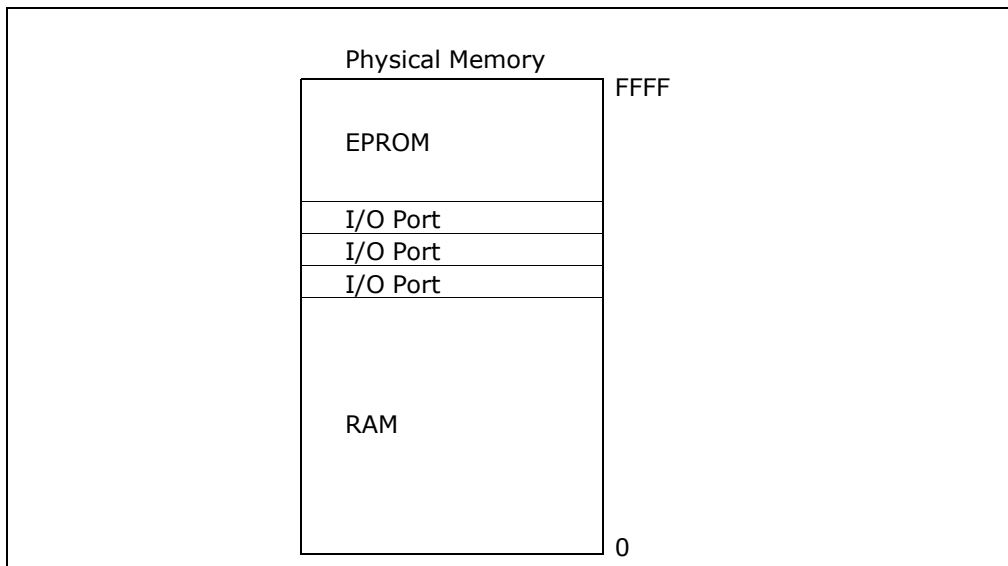 Physical Memory
FFFF
EPROM
I/O Port
I/O Port
I/O Port
RAM
0